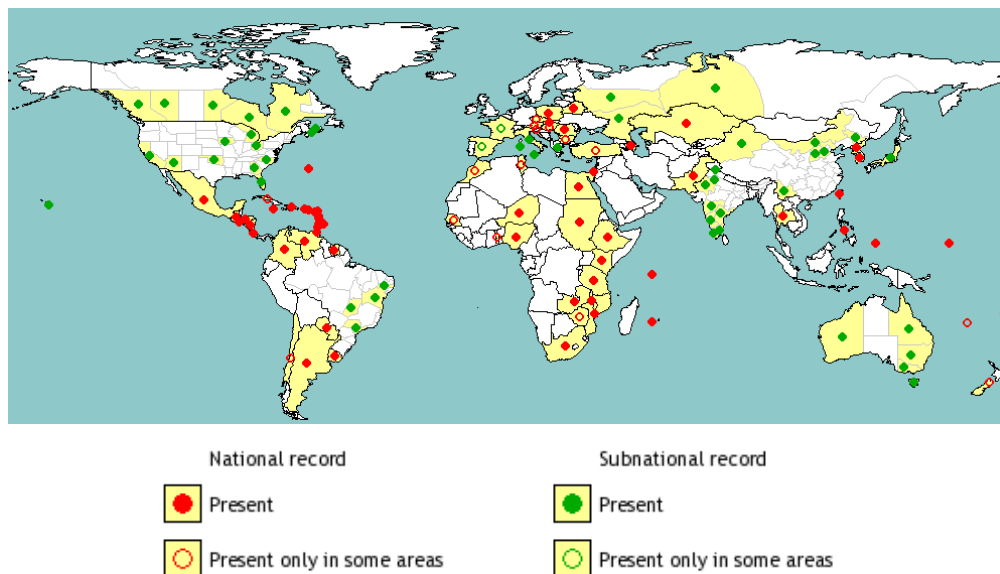 National record
Subnational record
Present
Present
Present only in some areas
Present only in some areas